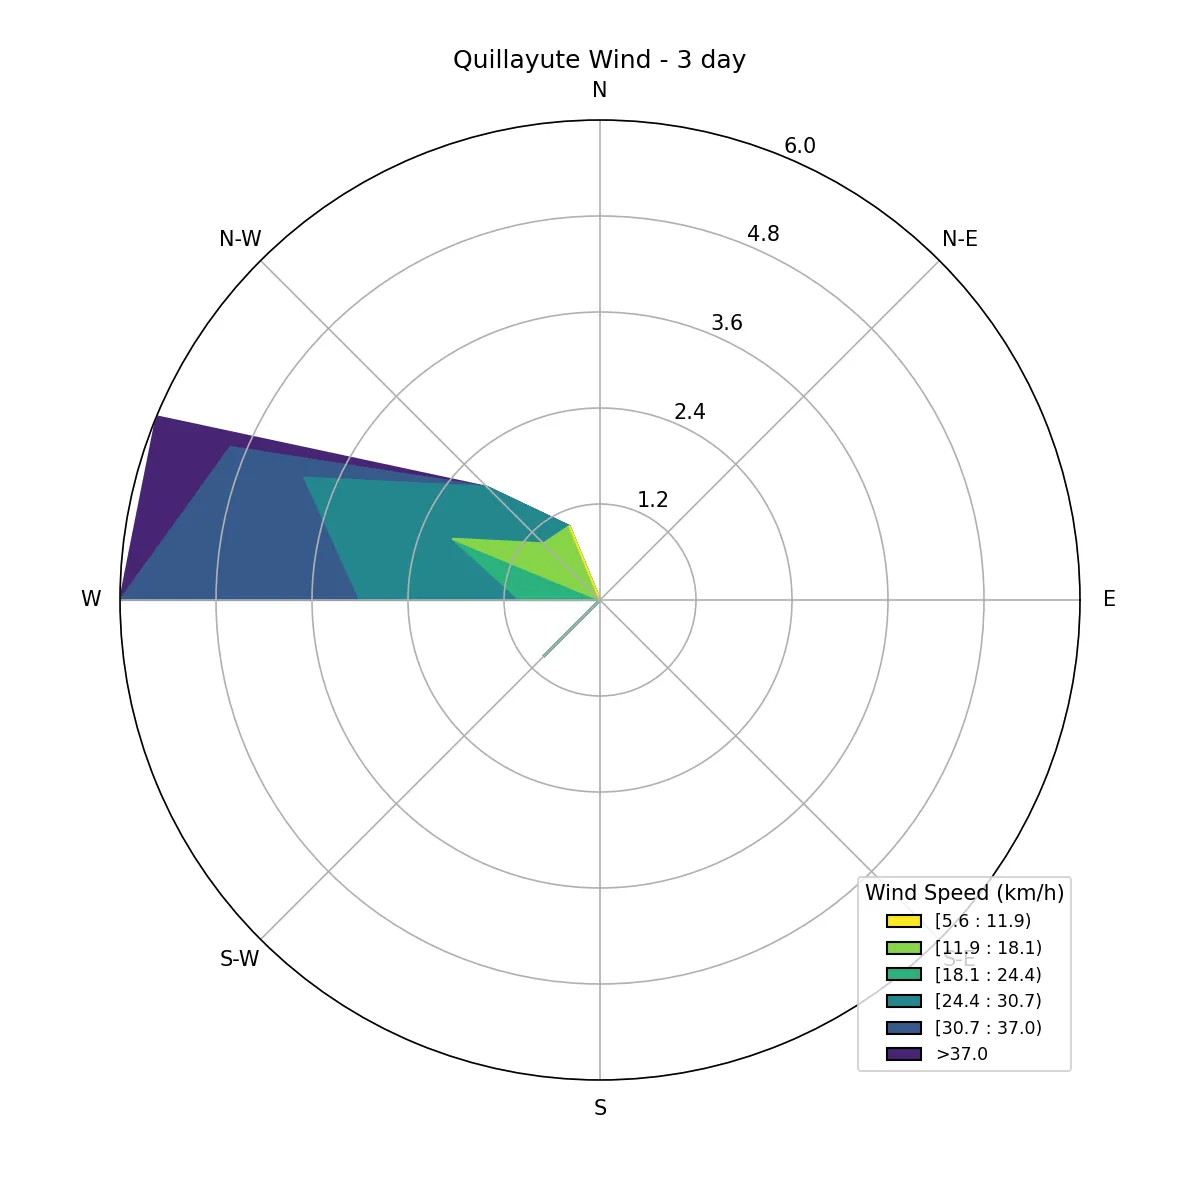 Quillayute Wind - 3 day
N
6.0
4.8
N-W
N-E
3.6
2.4
1.2
W
E
Wind Speed (km/h)
[5.6 : 11.9)
[11.9 : 18.1)
S-W
S-E
[18.1 : 24.4)
[24.4 : 30.7)
[30.7 : 37.0)
>37.0
S